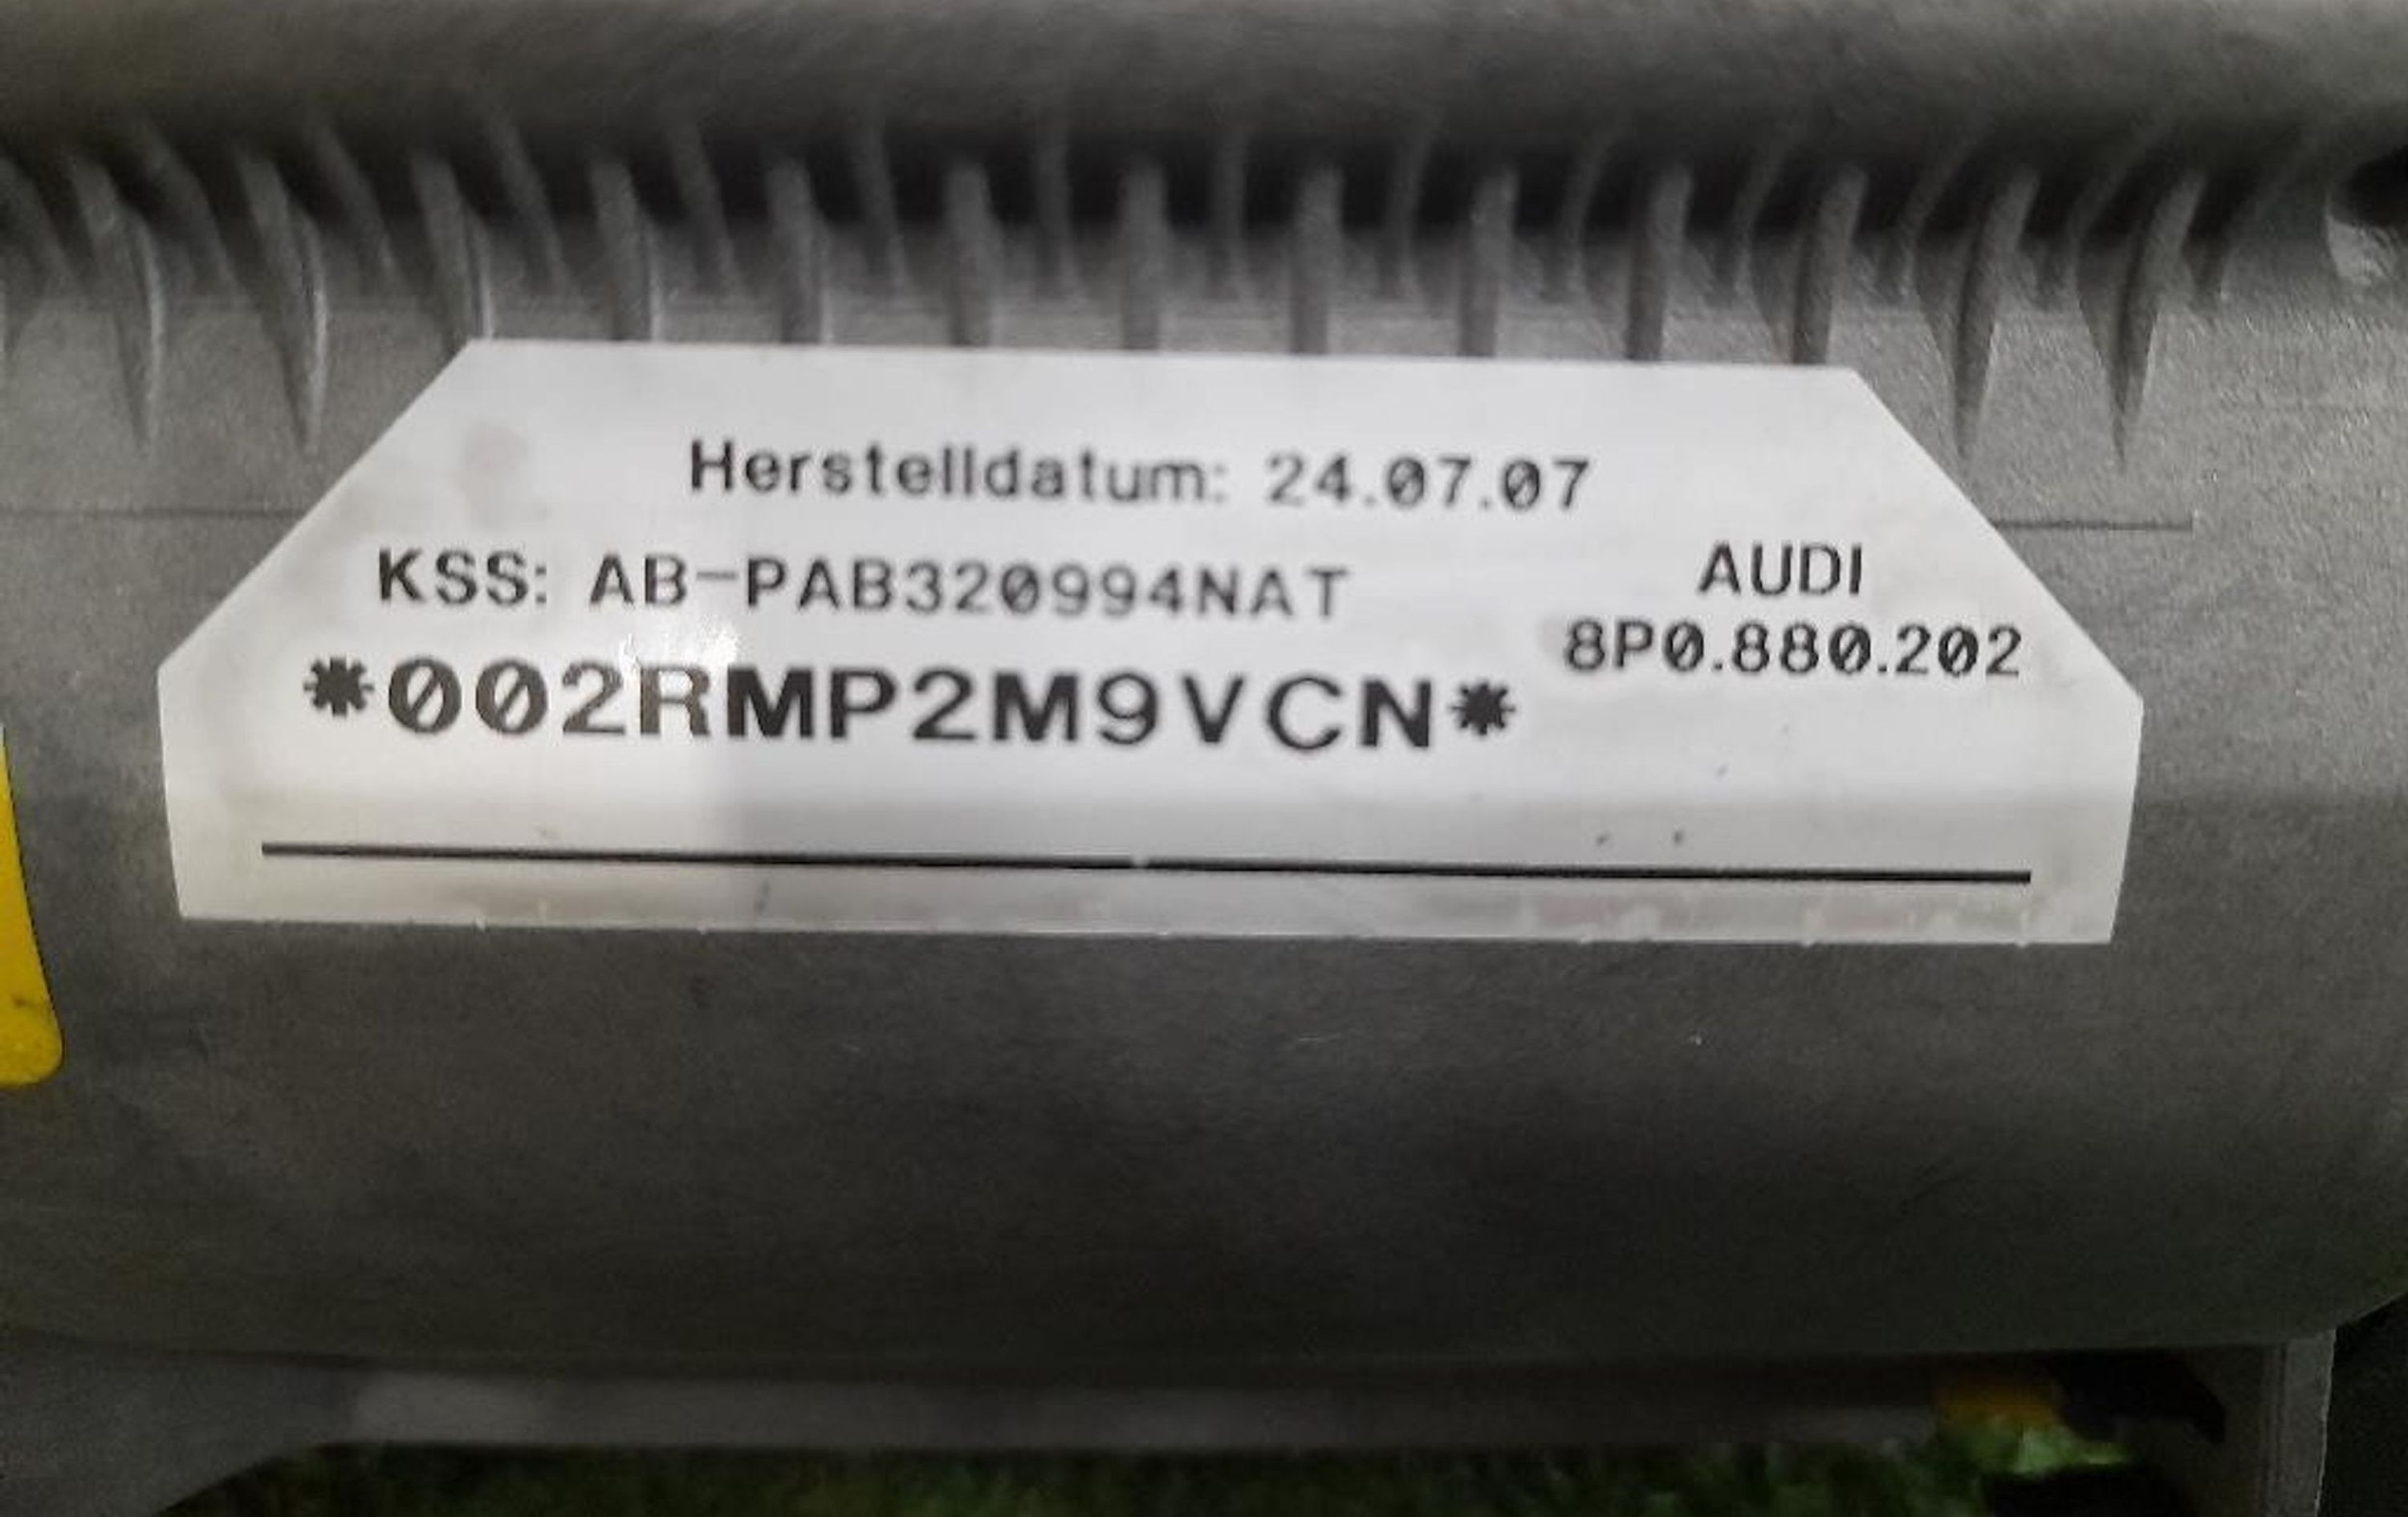 Herstelldatum: 24.07.07
KSS: AB-PAB320994NAT
AUDI
8P0.880.202
*002RMP2M9VCN*